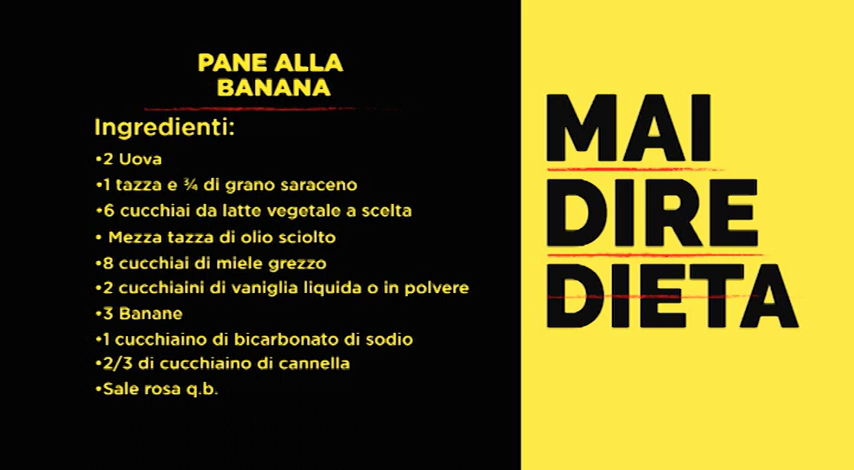 PANE ALLA
BANANA
Ingredienti:
•2 Uova
•1 tazza e ¾ di grano saraceno
•6 cucchiai da latte vegetale a scelta
• Mezza tazza di olio sciolto
•8 cucchiai di miele grezzo
•2 cucchiaini di vaniglia liquida o in polvere
•3 Banane
•1 cucchiaino di bicarbonato di sodio
•2/3 di cucchiaino di cannella
•Sale rosa q.b.
MAI
DIRE
DIETA